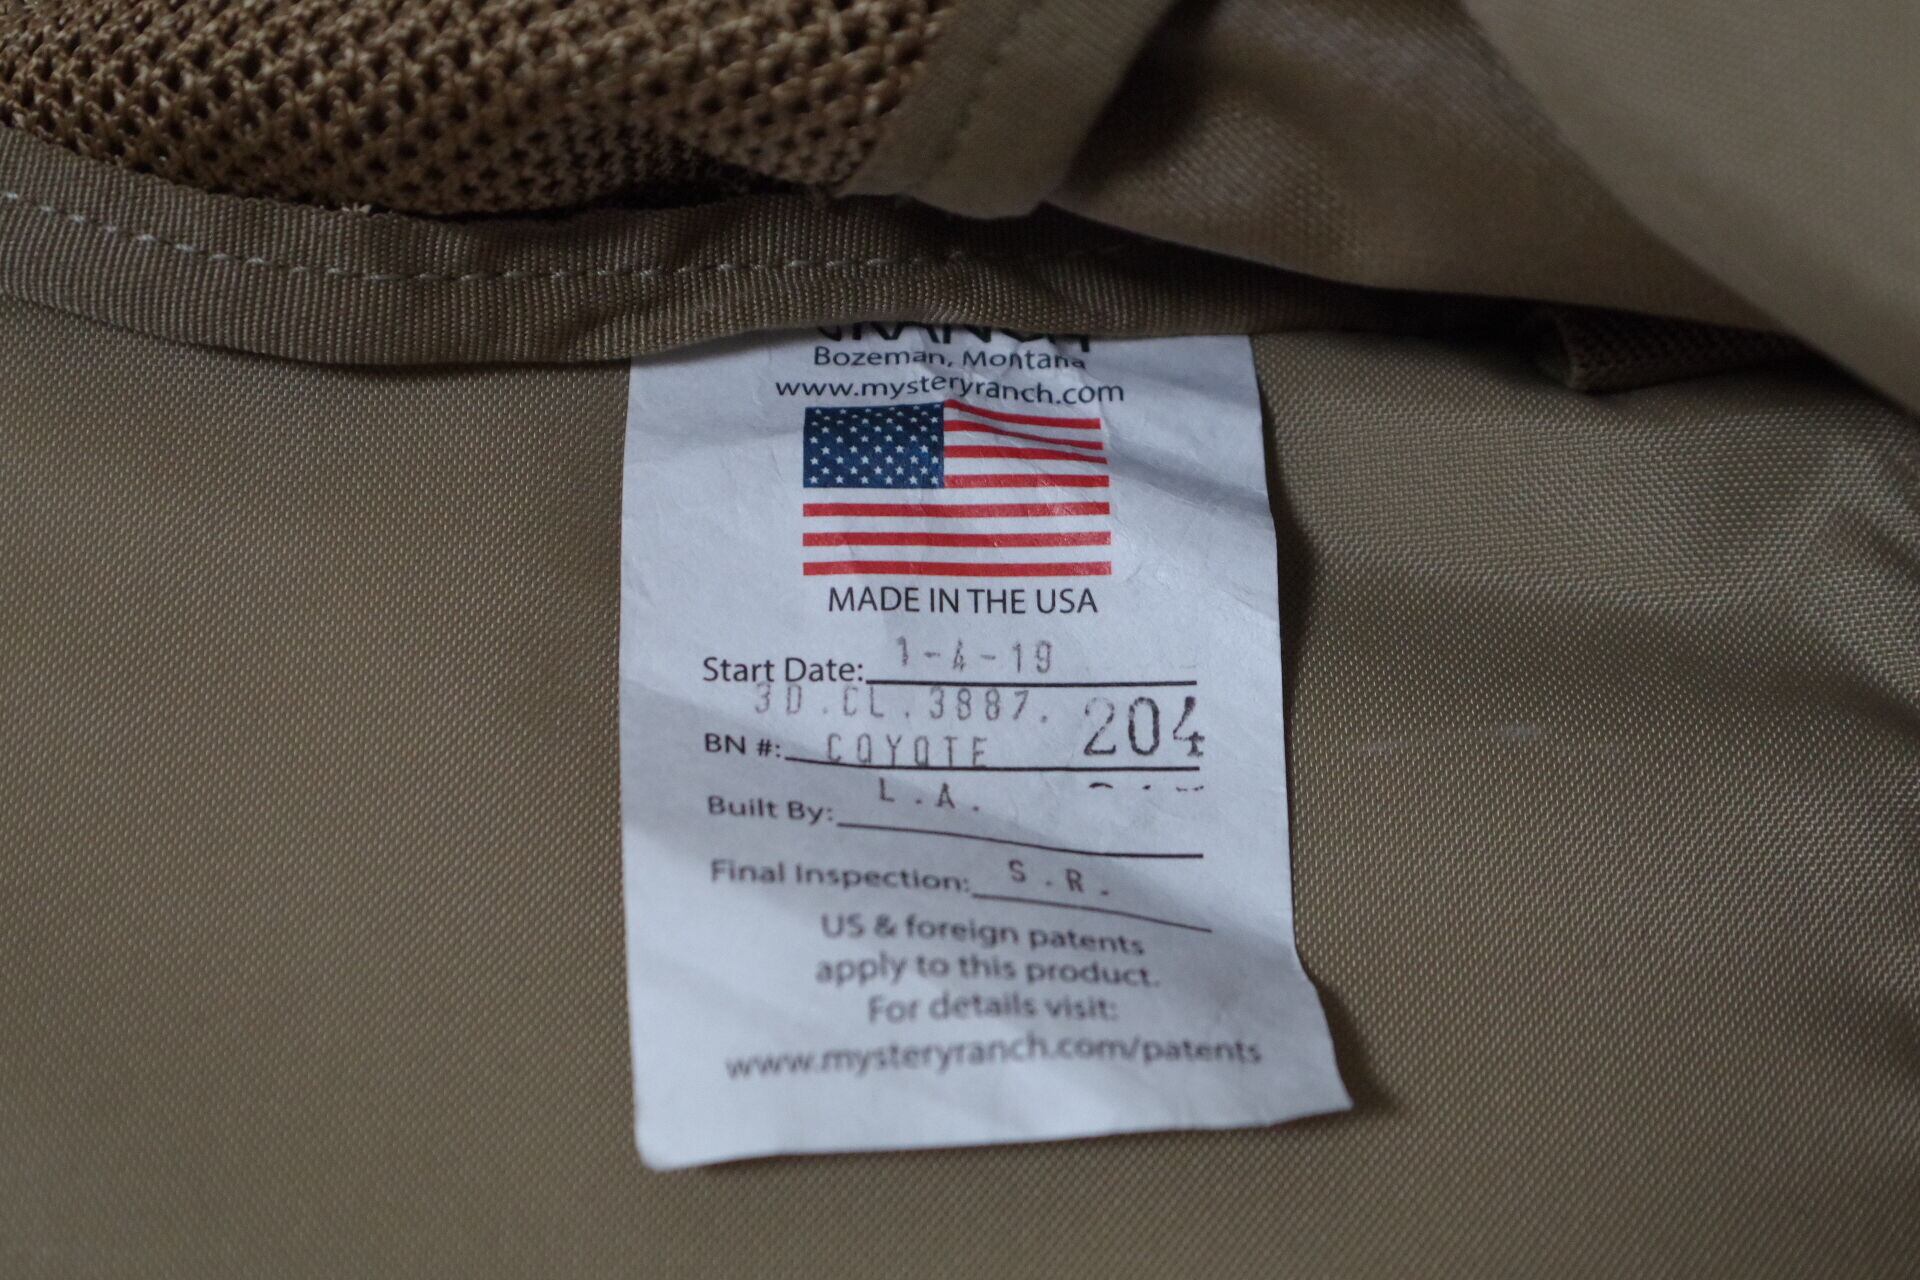 RANCH
Bozeman, Montana
www.mysteryranch.com
MADE IN THE USA
Start Date: 1-4-19
3D.CL.3887. 204
BN #: COYOTE
Built By: L.A.
Final Inspection: S.R.
US & foreign patents
apply to this product.
For details visit:
www.mysteryranch.com/patents